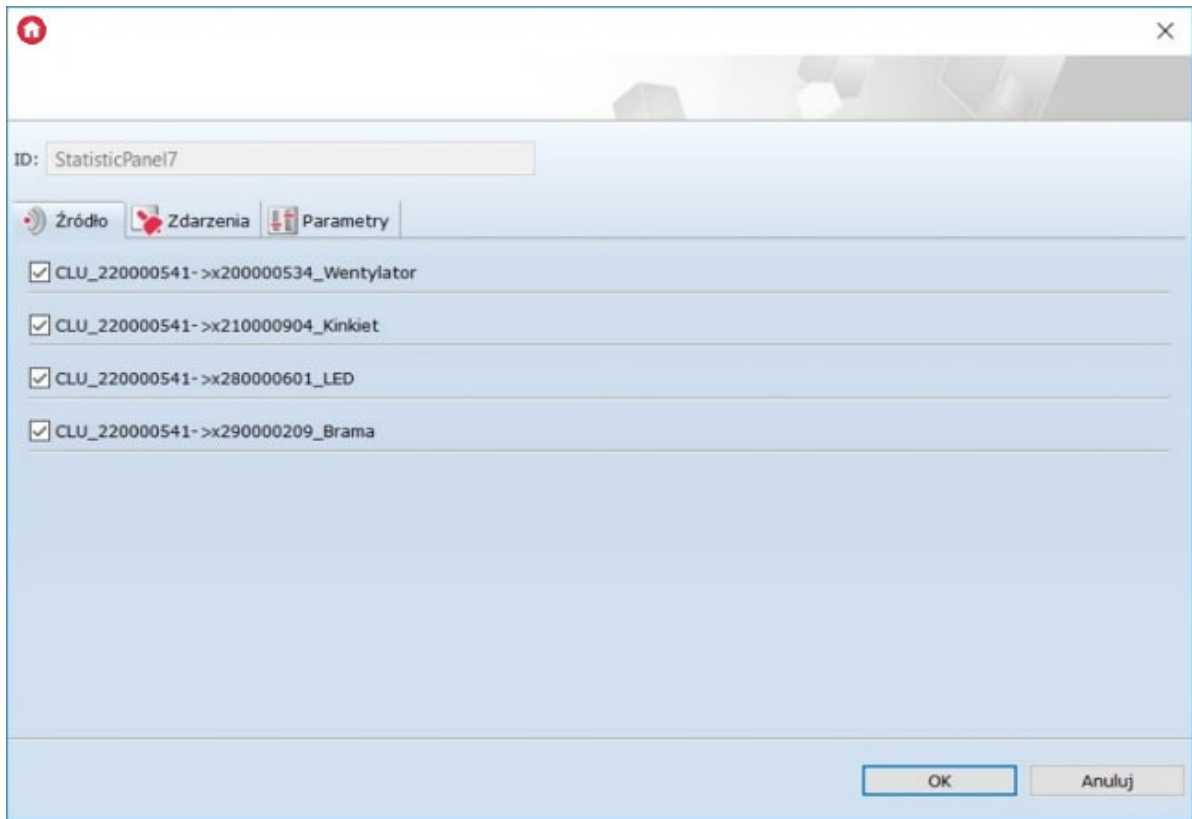 ID: StatisticPanel7
Źródło Zdarzenia Parametry
CLU_220000541->x200000534_Wentylator
CLU_220000541->x210000904_Kinkiet
CLU_220000541->x280000601_LED
CLU_220000541->x290000209_Brama
OK Anuluj